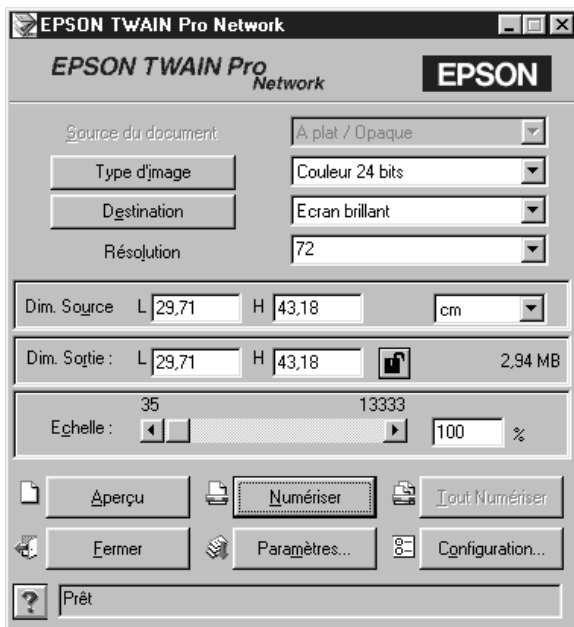 EPSON TWAIN Pro Network
EPSON TWAIN Pro
Network
EPSON
Source du document A plat / Opaque
Type d'image Couleur 24 bits
Destination Ecran brillant
Résolution 72
Dim. Source L 29,71 H 43,18 cm
Dim. Sortie : L 29,71 H 43,18 2,94 MB
35 13333
Echelle : 100 %
Aperçu Numériser Tout Numériser
Fermer Paramètres... Configuration...
? Prêt